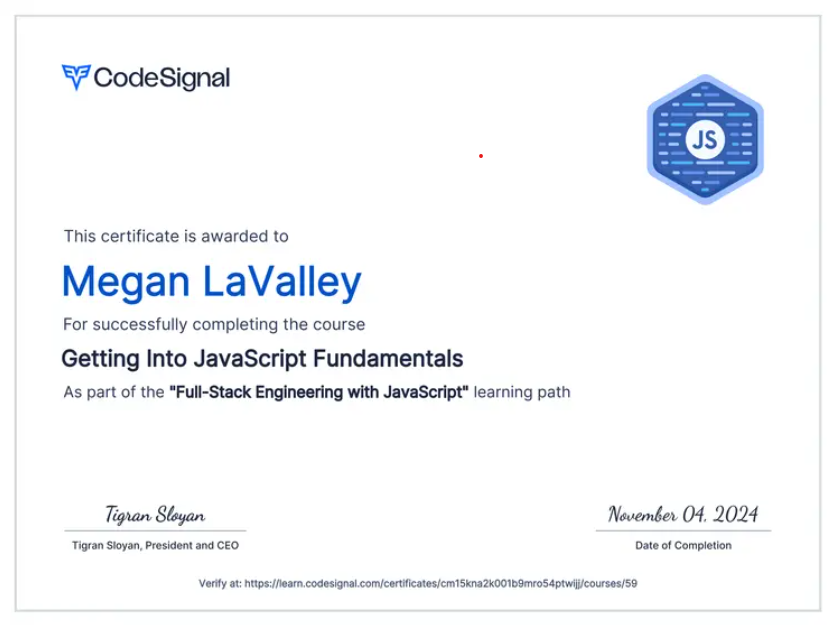 CodeSignal
JS
This certificate is awarded to
Megan LaValley
For successfully completing the course
Getting Into JavaScript Fundamentals
As part of the "Full-Stack Engineering with JavaScript" learning path
Tigran Sloyan
Tigran Sloyan, President and CEO
November 04, 2024
Date of Completion
Verify at: https://learn.codesignal.com/certificates/cm15kna2k001b9mro54ptwijj/courses/59